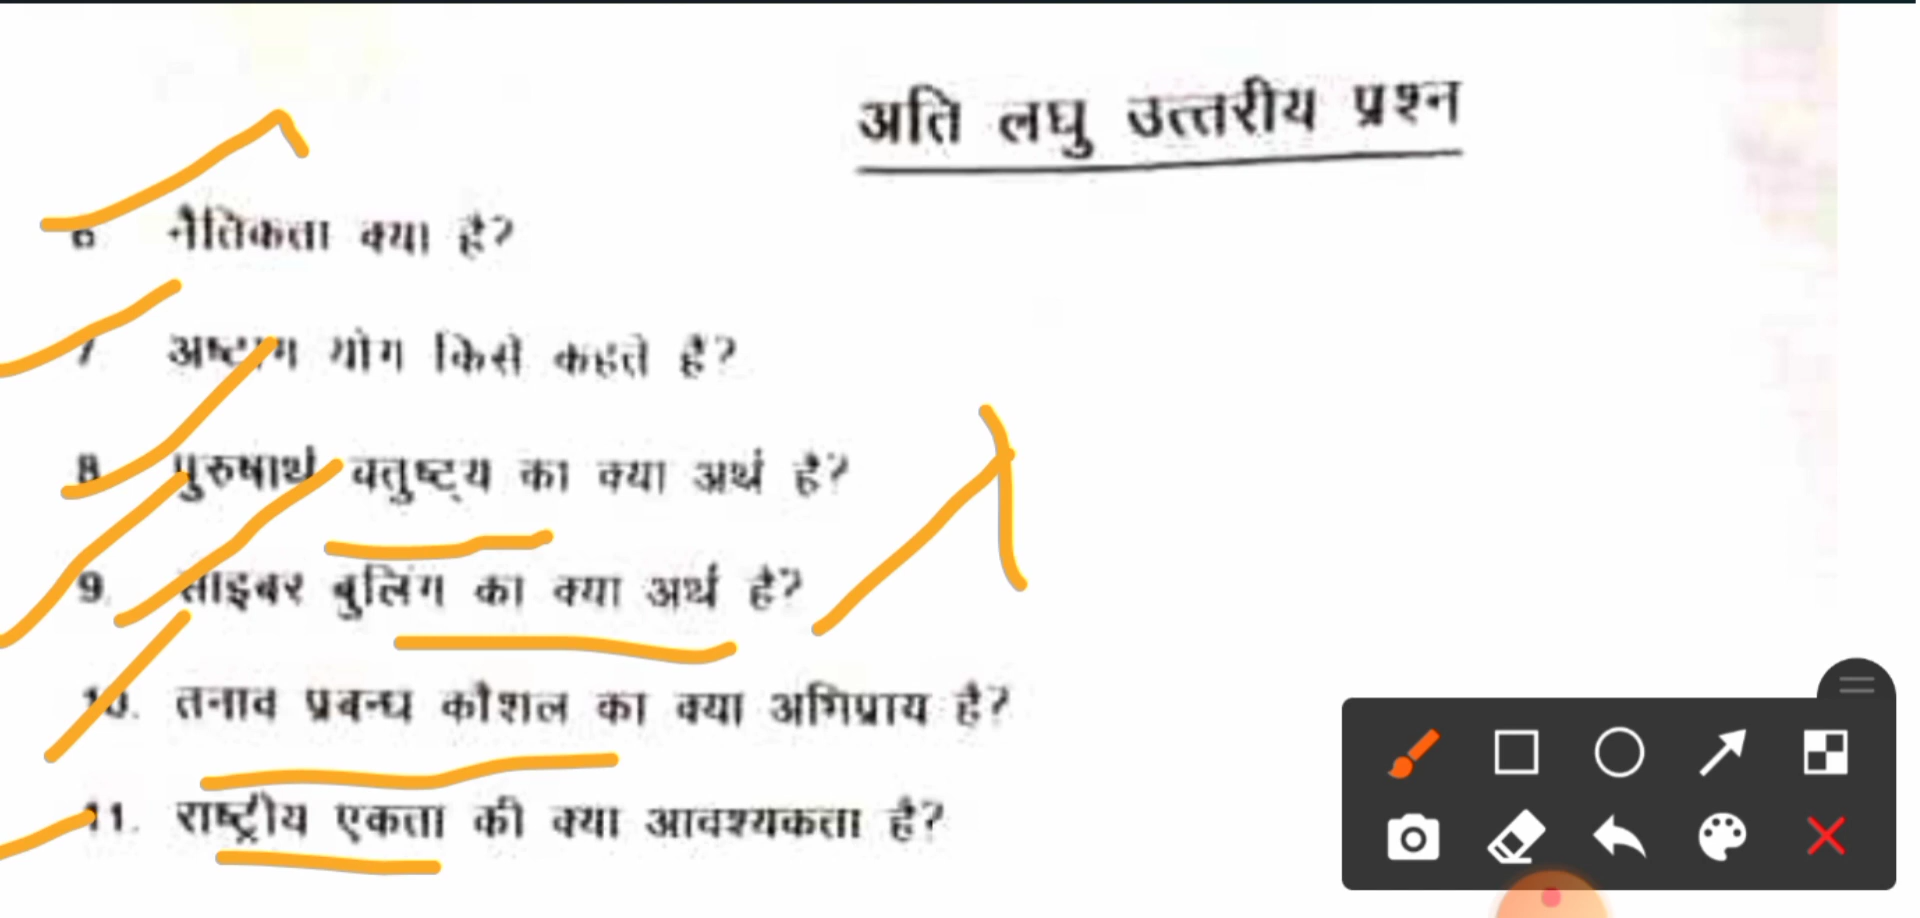 अति लघु उत्तरीय प्रश्न
6 नैतिकता क्या है?
7 अष्टांग योग किसे कहते हैं?
8 पुरुषार्थ चतुष्ट्य का क्या अर्थ है?
9. साइबर बुलिंग का क्या अर्थ है?
10. तनाव प्रबन्ध कौशल का क्या अभिप्राय है?
11. राष्ट्रीय एकता की क्या आवश्यकता है?